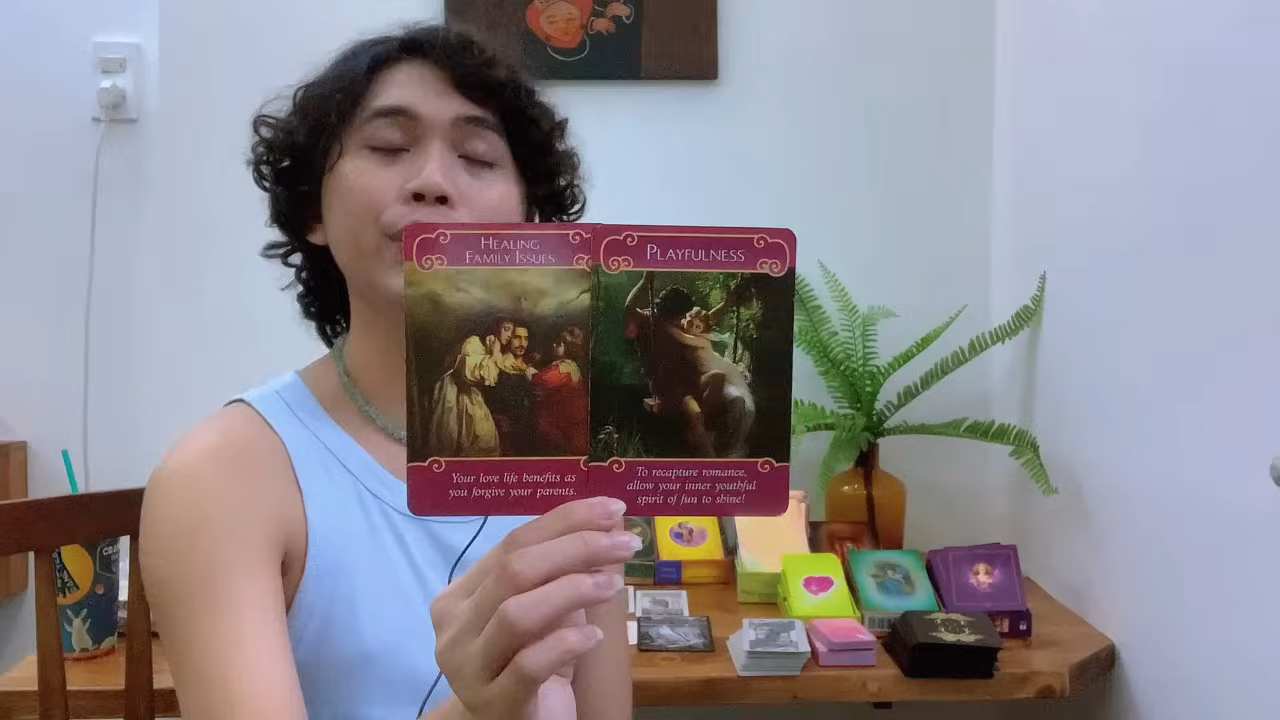 HEALING
FAMILY ISSUES
Your love life benefits as
you forgive your parents.
PLAYFULNESS
To recapture romance,
allow your inner youthful
spirit of fun to shine!